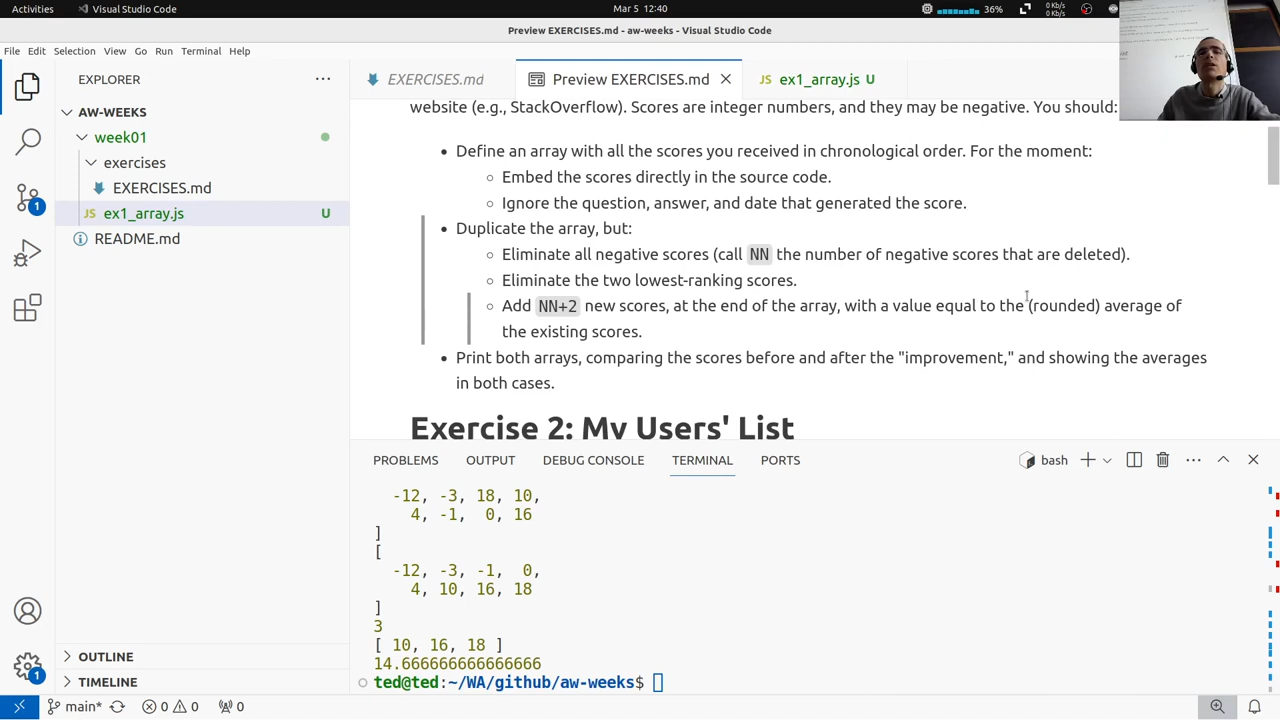 Activities
Visual Studio Code
Mar 5 12:40
36%
0 Kb/s
0 Kb/s
Preview EXERCISES.md - aw-weeks - Visual Studio Code
File Edit Selection View Go Run Terminal Help
EXPLORER
EXERCISES.md
Preview EXERCISES.md
JS ex1_array.js U
AW-WEEKS
week01
exercises
EXERCISES.md
JS ex1_array.js U
README.md
OUTLINE
TIMELINE
1
1
website (e.g., StackOverflow). Scores are integer numbers, and they may be negative. You should:
• Define an array with all the scores you received in chronological order. For the moment:
◦ Embed the scores directly in the source code.
◦ Ignore the question, answer, and date that generated the score.
• Duplicate the array, but:
◦ Eliminate all negative scores (call NN the number of negative scores that are deleted).
◦ Eliminate the two lowest-ranking scores.
◦ Add NN+2 new scores, at the end of the array, with a value equal to the (rounded) average of
the existing scores.
• Print both arrays, comparing the scores before and after the "improvement," and showing the averages
in both cases.
Exercise 2: My Users' List
PROBLEMS OUTPUT DEBUG CONSOLE TERMINAL PORTS
bash
-12, -3, 18, 10,
4, -1, 0, 16
]
[
-12, -3, -1, 0,
4, 10, 16, 18
]
3
[ 10, 16, 18 ]
14.666666666666666
ted@ted:~/WA/github/aw-weeks$
main* 0 0 0